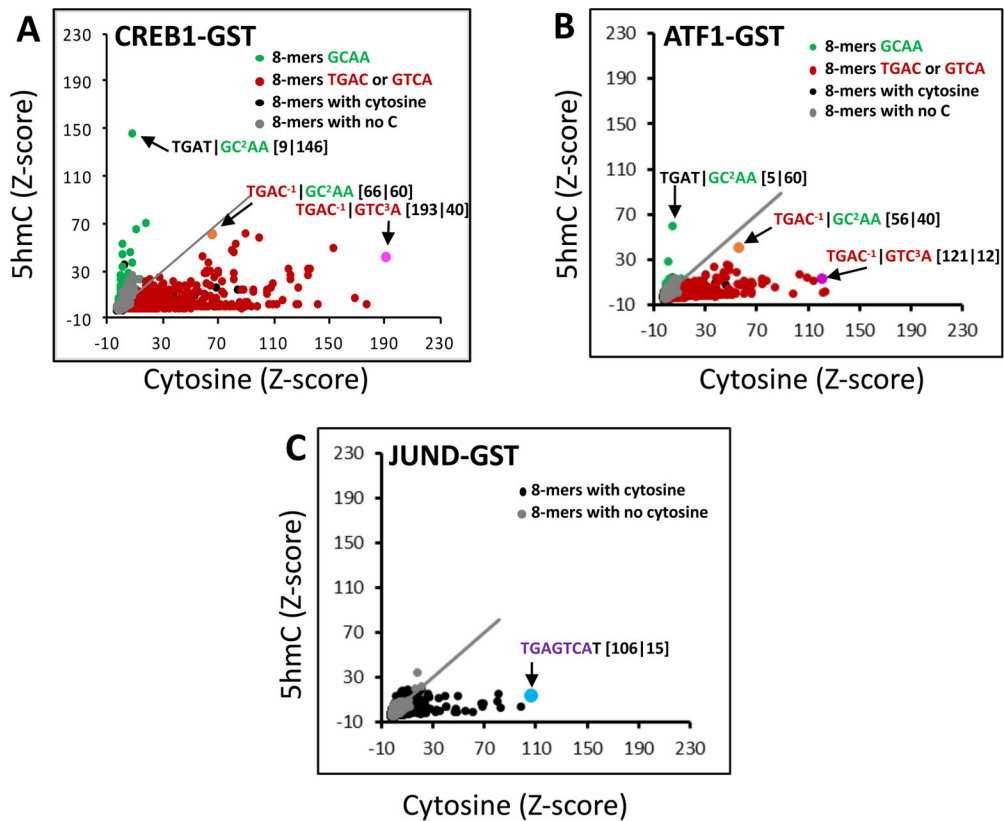 A
CREB1-GST
230
190
150
110
70
30
-10
5hmC (Z-score)
8-mers GCAA
8-mers TGAC or GTCA
8-mers with cytosine
8-mers with no C
TGAT|GC²AA [9|146]
TGAC⁻¹|GC²AA [66|60]
TGAC⁻¹|GTC³A [193|40]
-10 30 70 110 150 190 230
Cytosine (Z-score)
B
ATF1-GST
230
190
150
110
70
30
-10
5hmC (Z-score)
8-mers GCAA
8-mers TGAC or GTCA
8-mers with cytosine
8-mers with no C
TGAT|GC²AA [5|60]
TGAC⁻¹|GC²AA [56|40]
TGAC⁻¹|GTC³A [121|12]
-10 30 70 110 150 190 230
Cytosine (Z-score)
C
JUND-GST
230
190
150
110
70
30
-10
5hmC (Z-score)
8-mers with cytosine
8-mers with no cytosine
TGAGTCAT [106|15]
-10 30 70 110 150 190 230
Cytosine (Z-score)